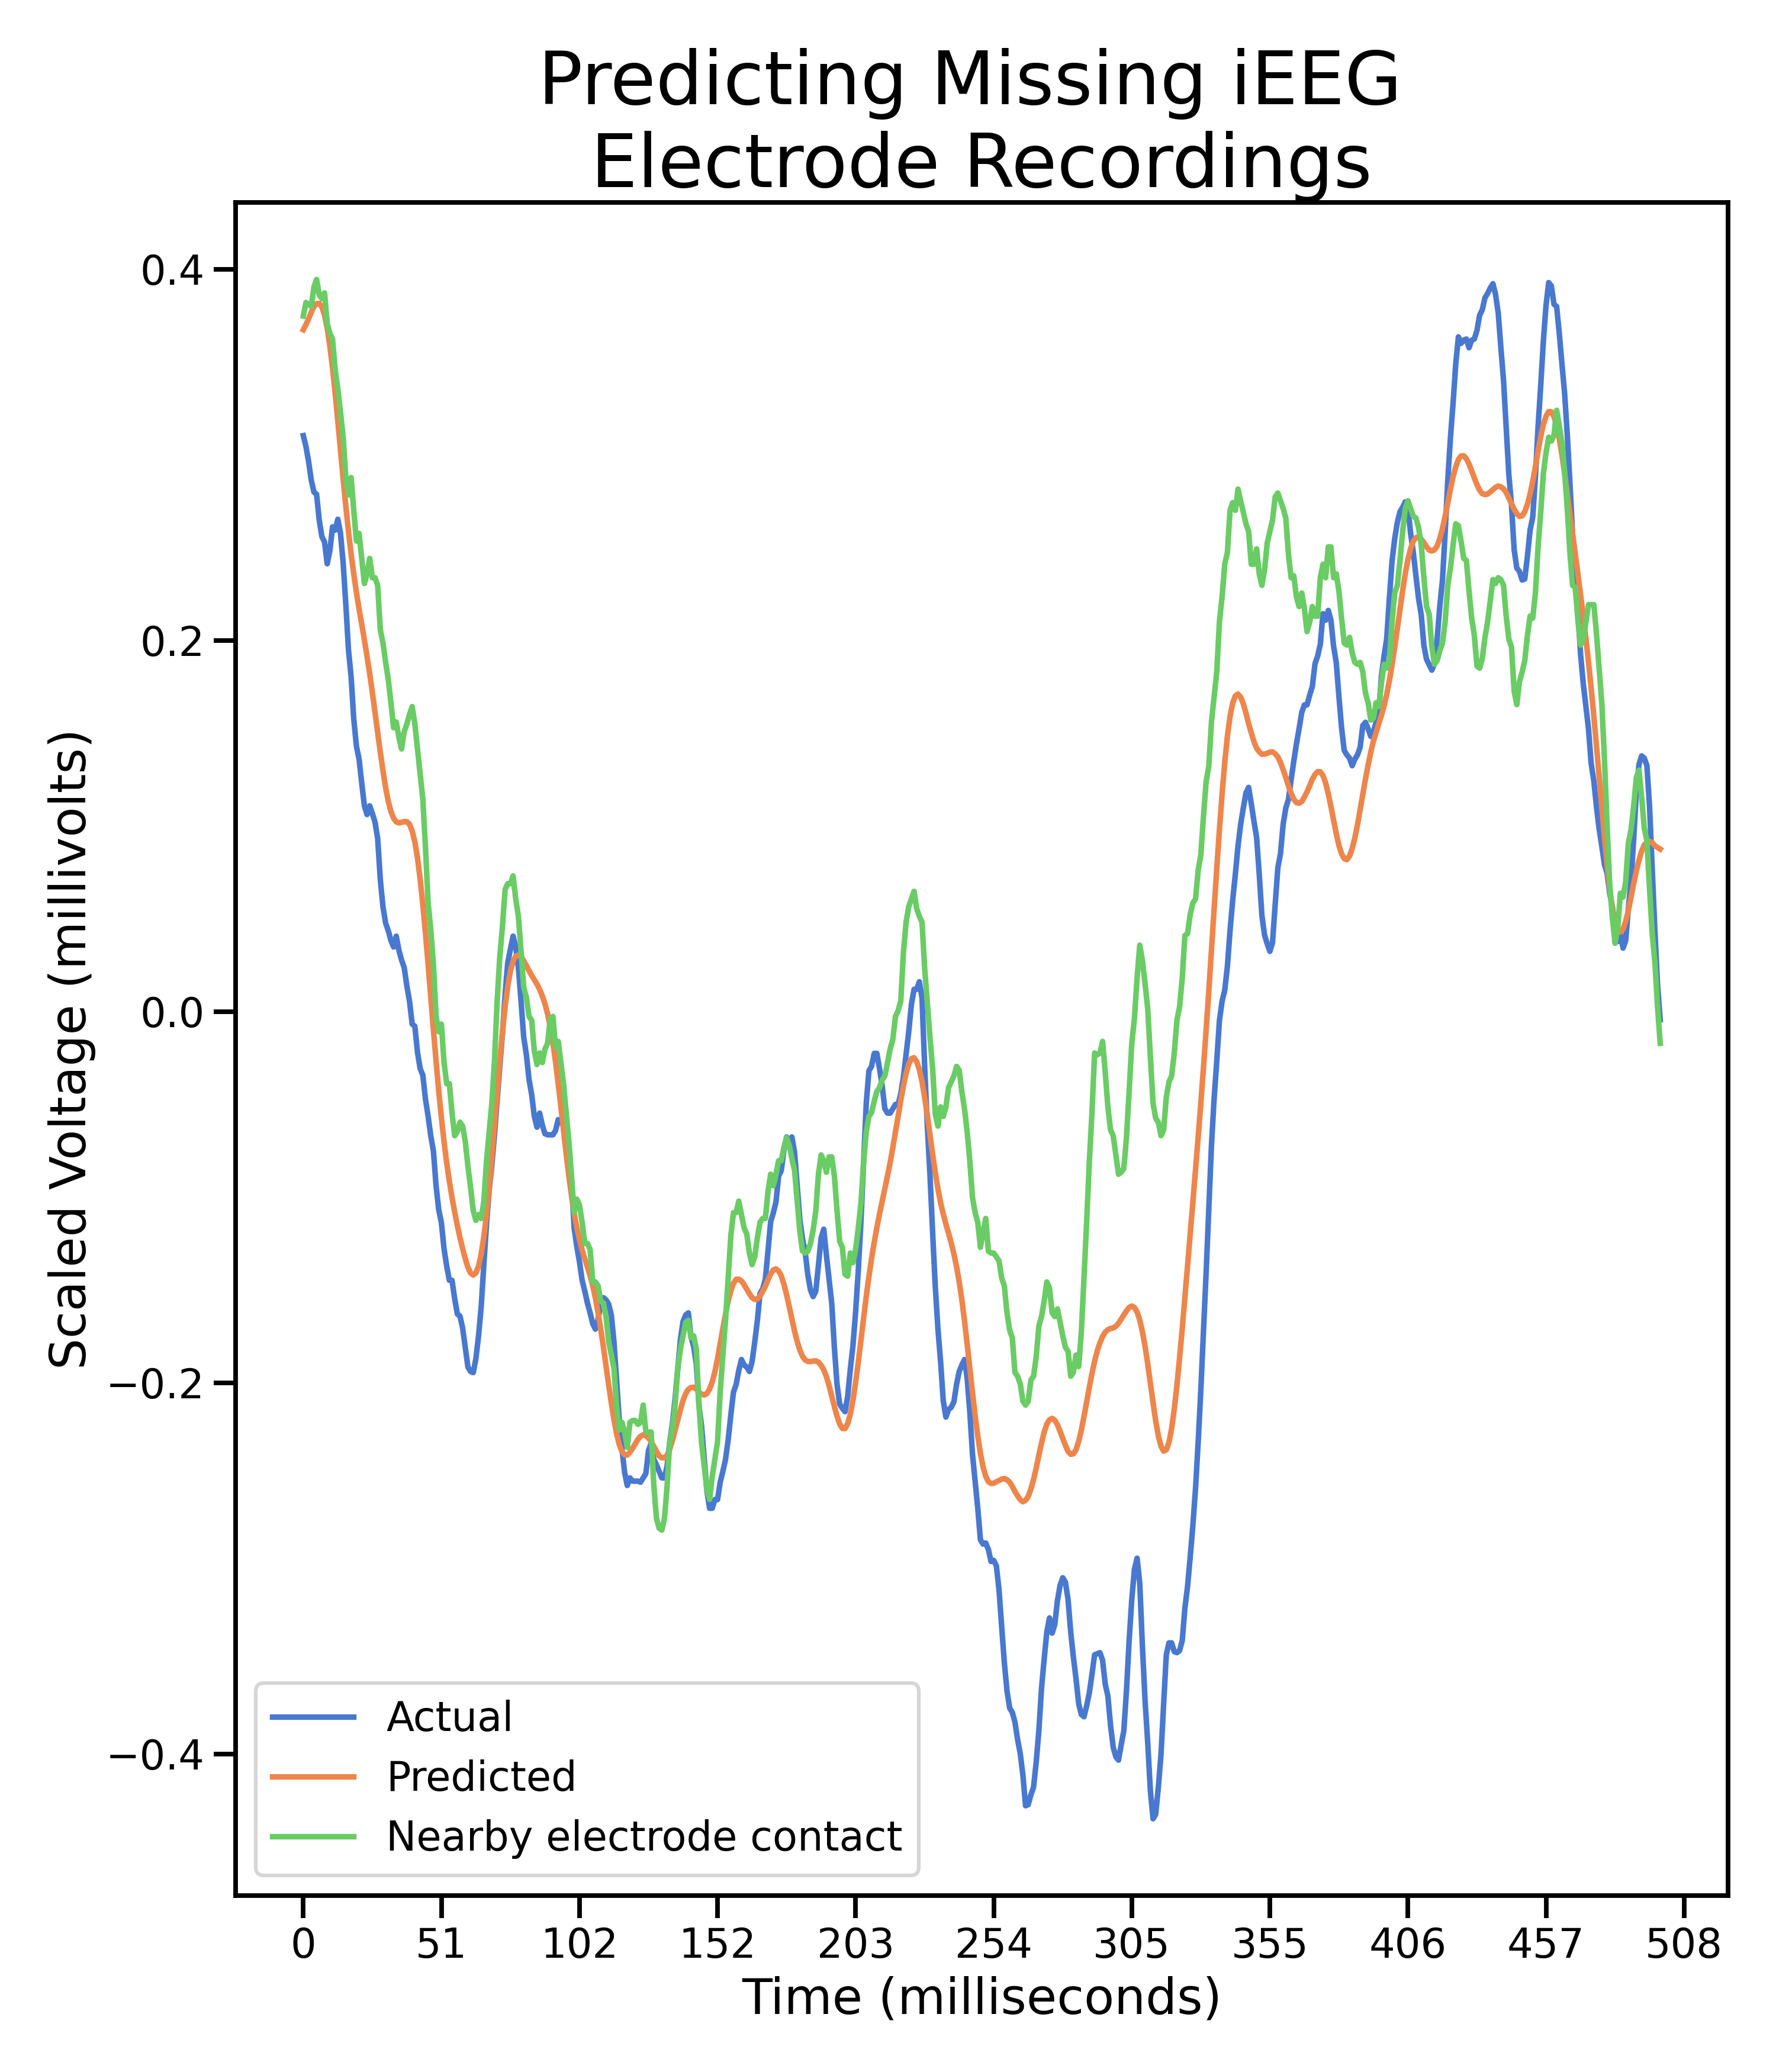 Predicting Missing iEEG
Electrode Recordings
Scaled Voltage (millivolts)
0.4
0.2
0.0
−0.2
−0.4
Actual
Predicted
Nearby electrode contact
0 51 102 152 203 254 305 355 406 457 508
Time (milliseconds)